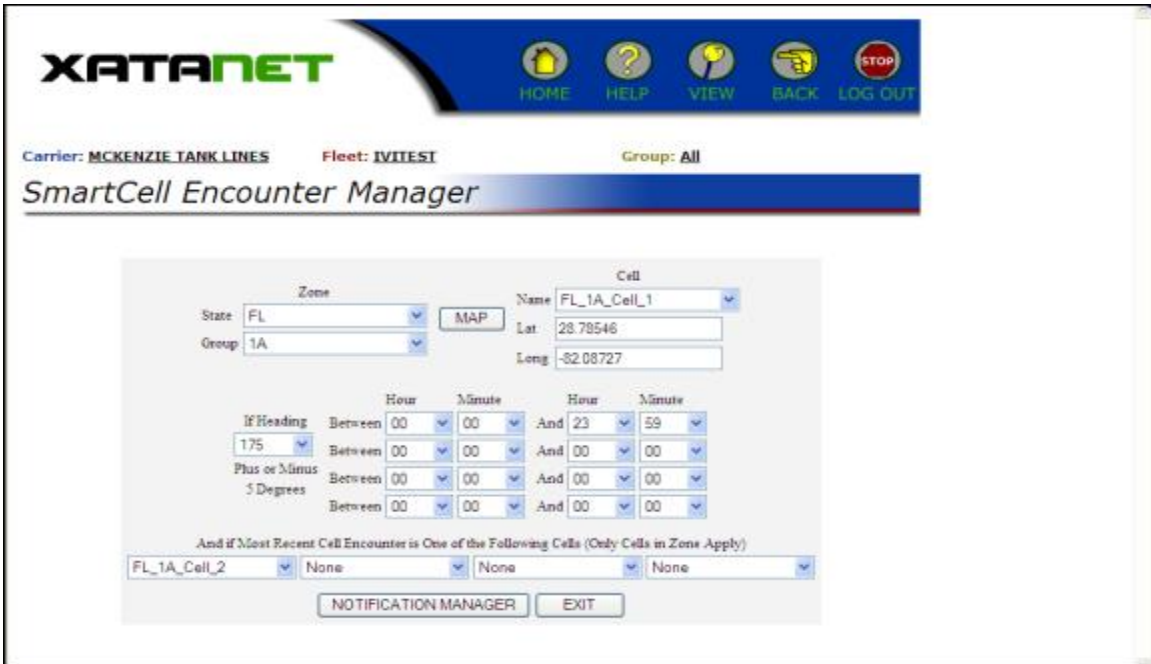 XATANET
HOME HELP VIEW BACK STOP LOG OUT
Carrier: MCKENZIE TANK LINES Fleet: IVITEST Group: All
SmartCell Encounter Manager
Zone Cell
State FL MAP Name FL_1A_Cell_1
Lat 28.78546
Group 1A
Long -82.08727
Hour Minute Hour Minute
If Heading Between 00 00 And 23 59
175
Between 00 00 And 00 00
Plus or Minus
5 Degrees
Between 00 00 And 00 00
Between 00 00 And 00 00
And if Most Recent Cell Encounter is One of the Following Cells (Only Cells in Zone Apply)
FL_1A_Cell_2 None None None
NOTIFICATION MANAGER EXIT